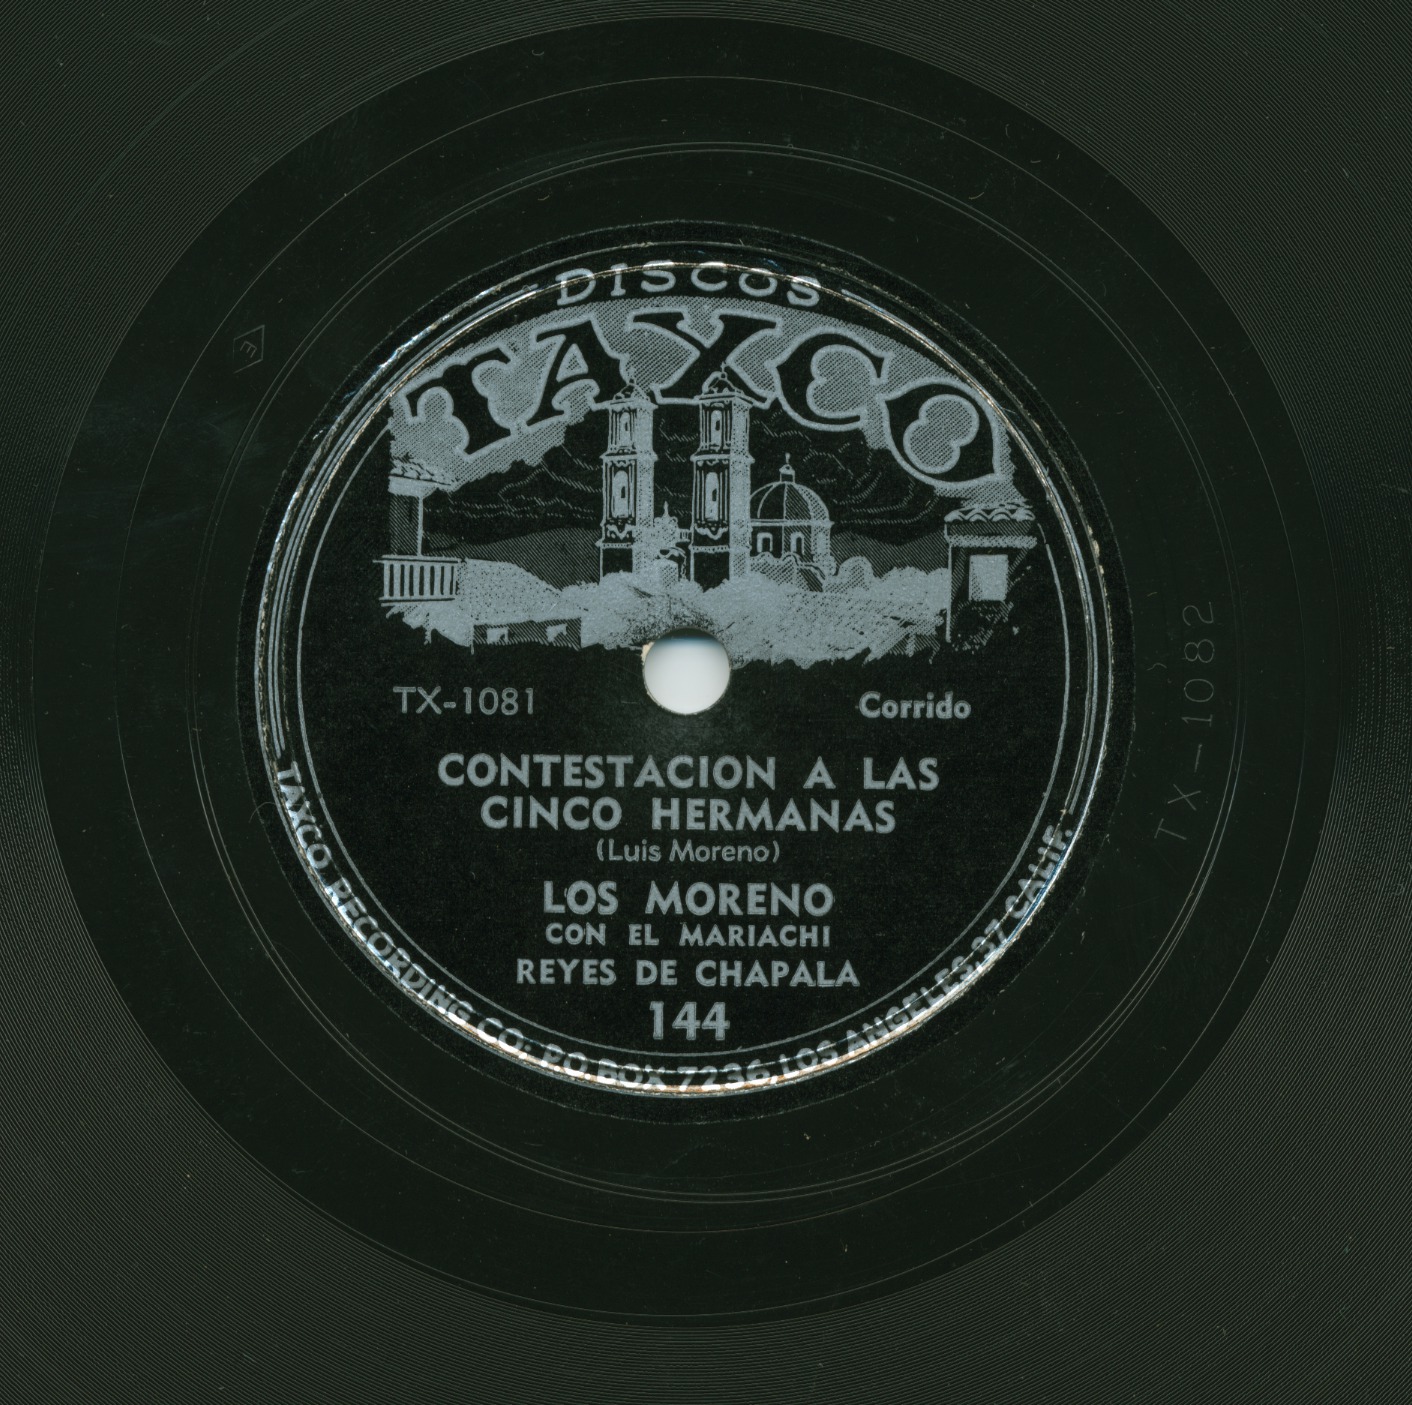 DISCOS
TAXCO
TX-1081
Corrido
CONTESTACION A LAS
CINCO HERMANAS
(Luis Moreno)
LOS MORENO
CON EL MARIACHI
REYES DE CHAPALA
144
TAXCO RECORDING CO. P.O. BOX 7236, LOS ANGELES, 37 CALIF.
TX-1082